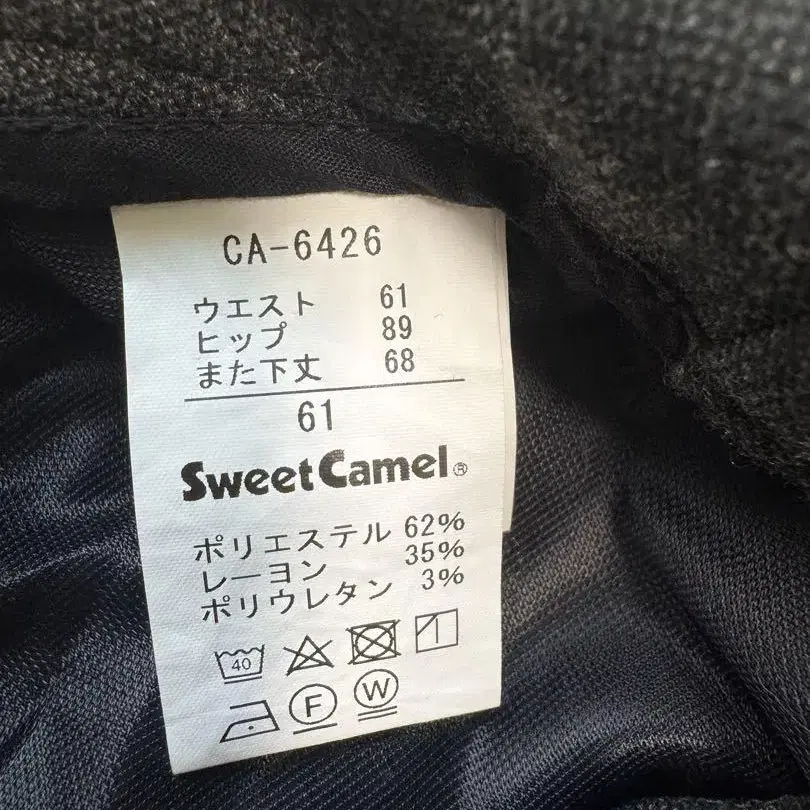 CA-6426
ウエスト 61
ヒップ 89
また下丈 68
61
SweetCamel®
ポリエステル 62%
レーヨン 35%
ポリウレタン 3%
40
F W